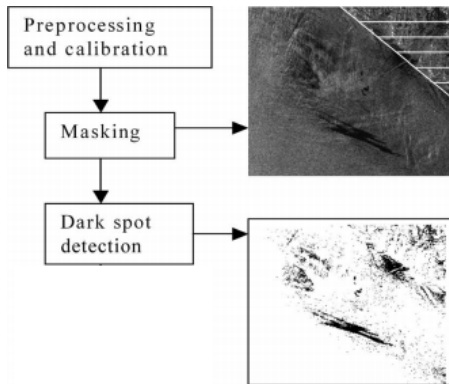 Preprocessing
and calibration
Masking
Dark spot
detection